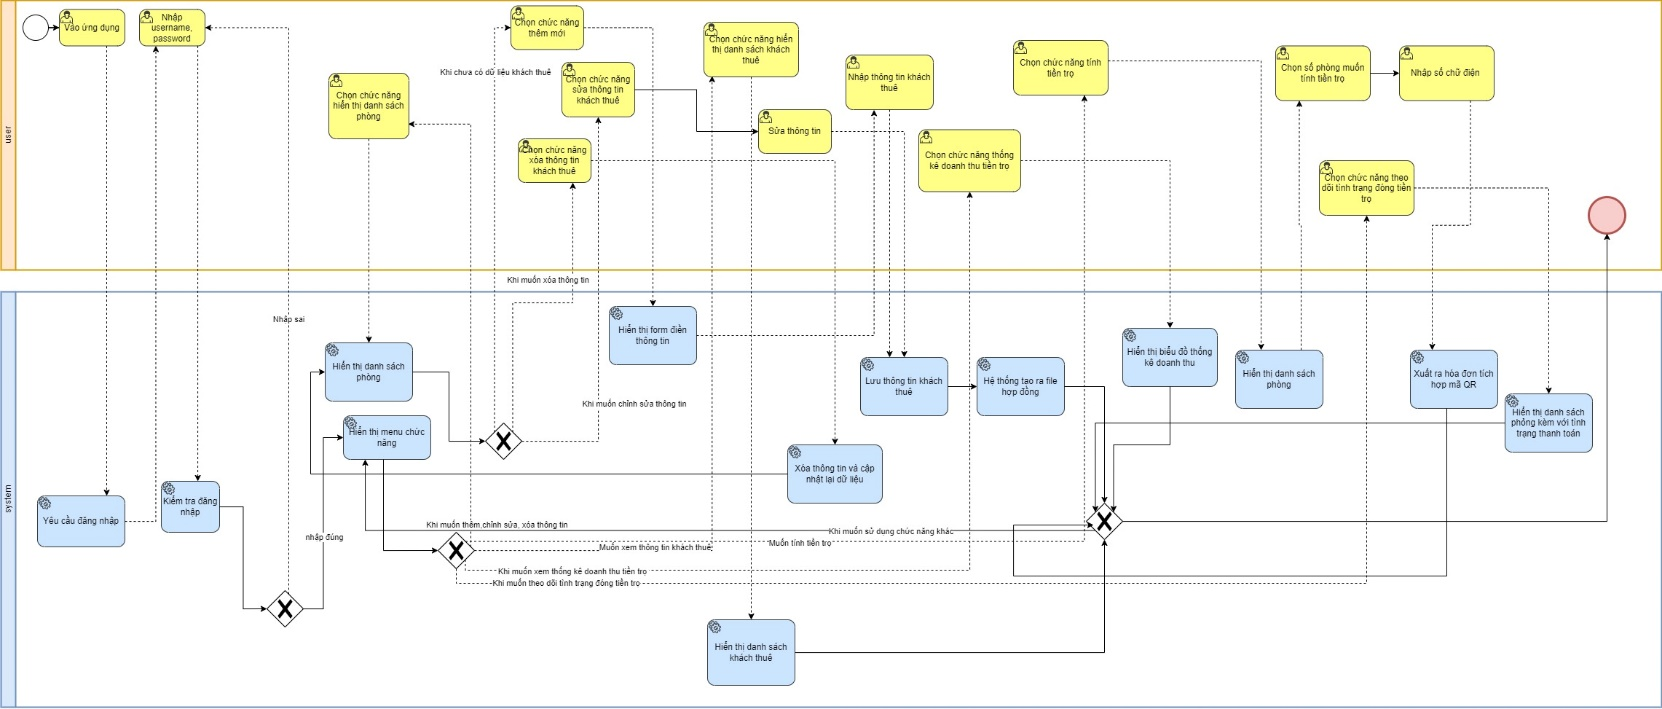 user
Vào ứng dụng
Nhập
username,
password
Chọn chức năng
thêm mới
Khi chưa có dữ liệu khách thuê
Chọn chức năng hiển
thị danh sách khách
thuê
Chọn chức năng
hiển thị danh sách
phòng
Chọn chức năng
sửa thông tin
khách thuê
Chọn chức năng
xóa thông tin
khách thuê
Sửa thông tin
Nhập thông tin khách
thuê
Chọn chức năng thống
kê doanh thu tiền trọ
Chọn chức năng tính
tiền trọ
Chọn số phòng muốn
tính tiền trọ
Nhập số chữ điện
Chọn chức năng theo
dõi tình trạng đóng tiền
trọ
Khi muốn xóa thông tin
system
Nhập sai
Hiển thị danh sách
phòng
Hiển thị menu chức
năng
Hiển thị form điền
thông tin
Khi muốn chỉnh sửa thông tin
Lưu thông tin khách
thuê
Hệ thống tạo ra file
hợp đồng
Hiển thị biểu đồ thống
kê doanh thu
Hiển thị danh sách
phòng
Xuất ra hóa đơn tích
hợp mã QR
Hiển thị danh sách
phòng kèm với tình
trạng thanh toán
Xóa thông tin và cập
nhật lại dữ liệu
Yêu cầu đăng nhập
Kiểm tra đăng
nhập
nhập đúng
Khi muốn thêm,chỉnh sửa, xóa thông tin
Khi muốn sử dụng chức năng khác
Muốn xem thông tin khách thuê
Muốn tính tiền trọ
Khi muốn xem thống kê doanh thu tiền trọ
Khi muốn theo dõi tình trạng đóng tiền trọ
Hiển thị danh sách
khách thuê